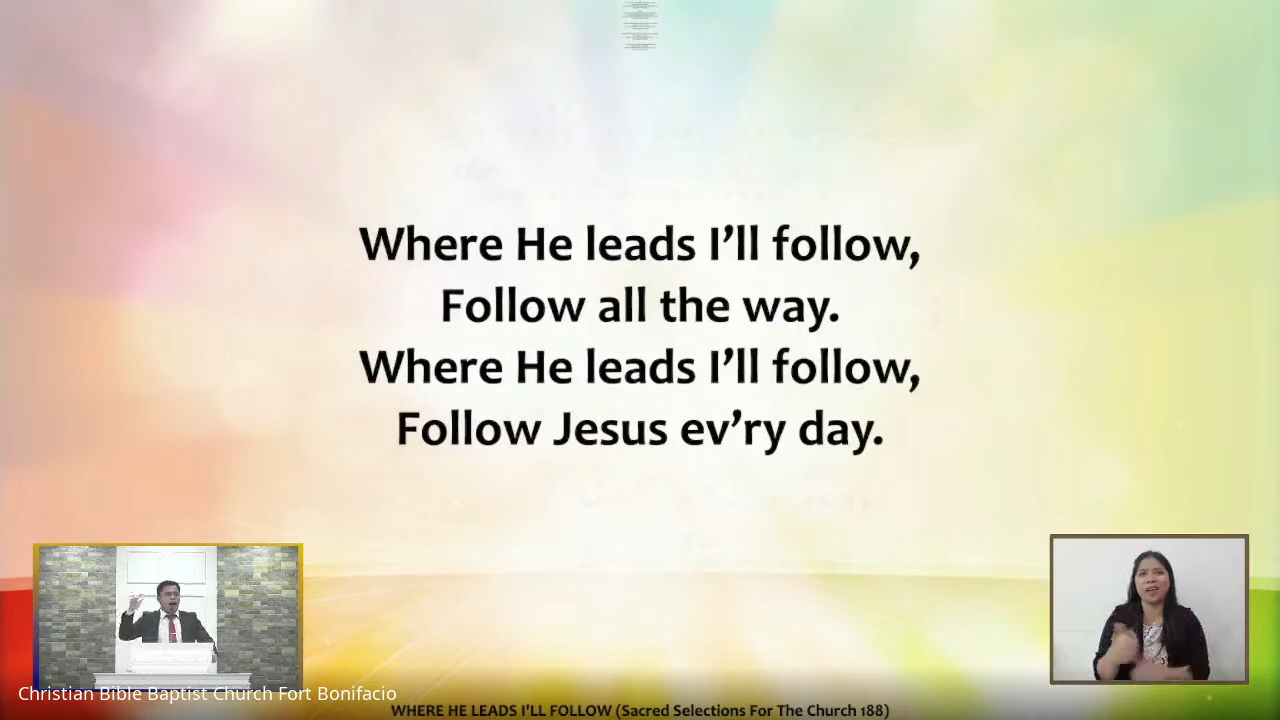 Where He leads I’ll follow,
Follow all the way.
Where He leads I’ll follow,
Follow Jesus ev’ry day.
Christian Bible Baptist Church Fort Bonifacio
WHERE HE LEADS I'LL FOLLOW (Sacred Selections For The Church 188)